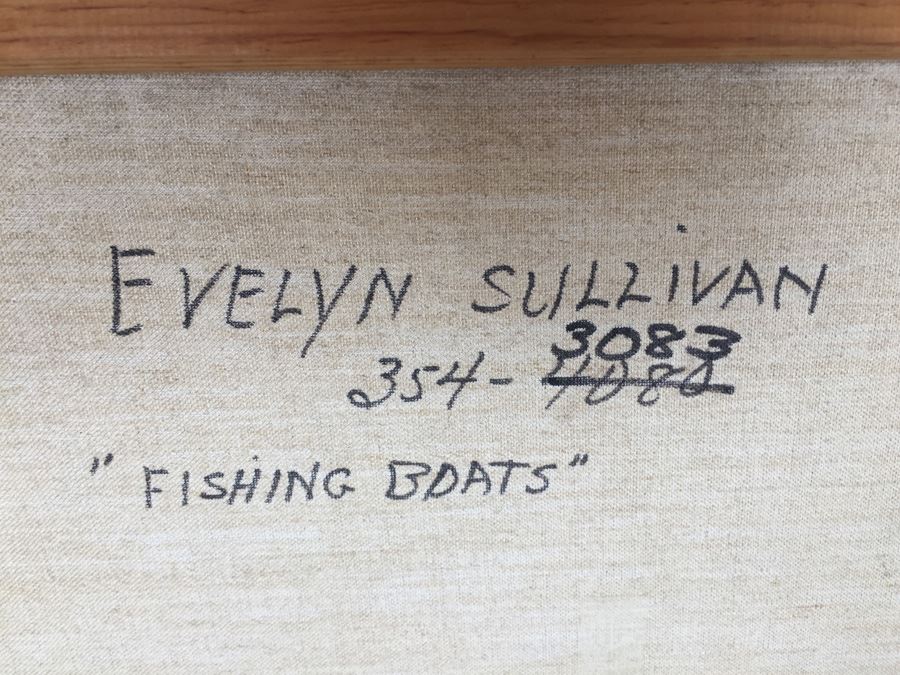 EVELYN SULLIVAN
354-3083
"FISHING BOATS"